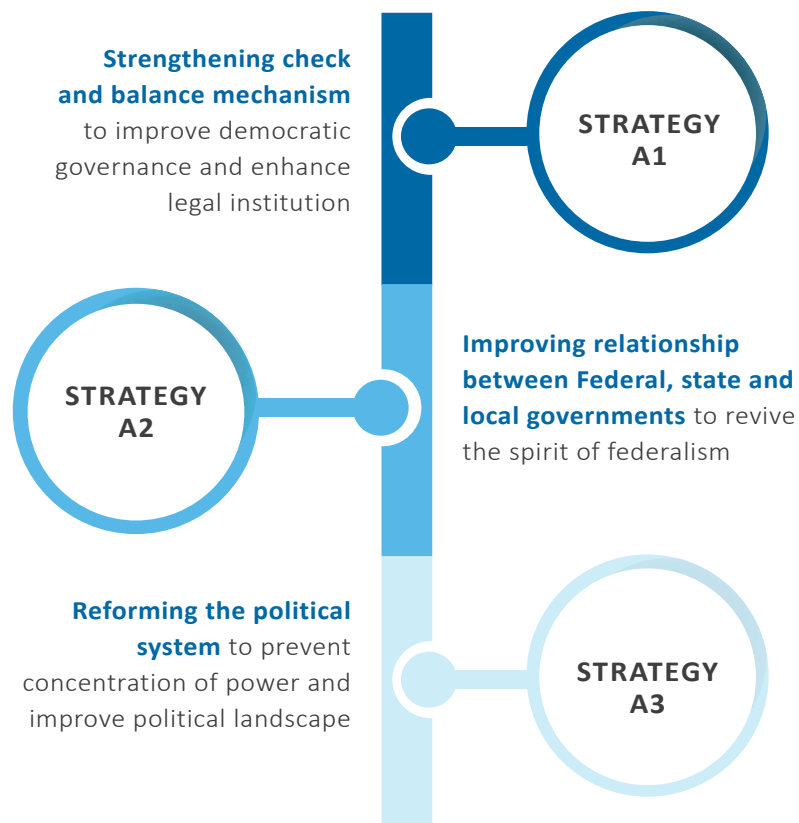 Strengthening check
and balance mechanism
to improve democratic
governance and enhance
legal institution
STRATEGY
A1
STRATEGY
A2
Improving relationship
between Federal, state and
local governments to revive
the spirit of federalism
Reforming the political
system to prevent
concentration of power and
improve political landscape
STRATEGY
A3